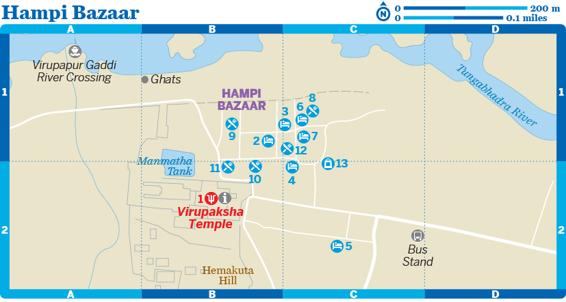 Hampi Bazaar
0 200 m
0 0.1 miles
A B C D
Virupapur Gaddi
River Crossing
Ghats
HAMPI
BAZAAR
Tungabhadra River
1 1
8
6
3
9
2
7
12
Manmatha
Tank
11
10
4
13
1
Virupaksha
Temple
2 2
5
Bus
Stand
Hemakuta
Hill
A B C D